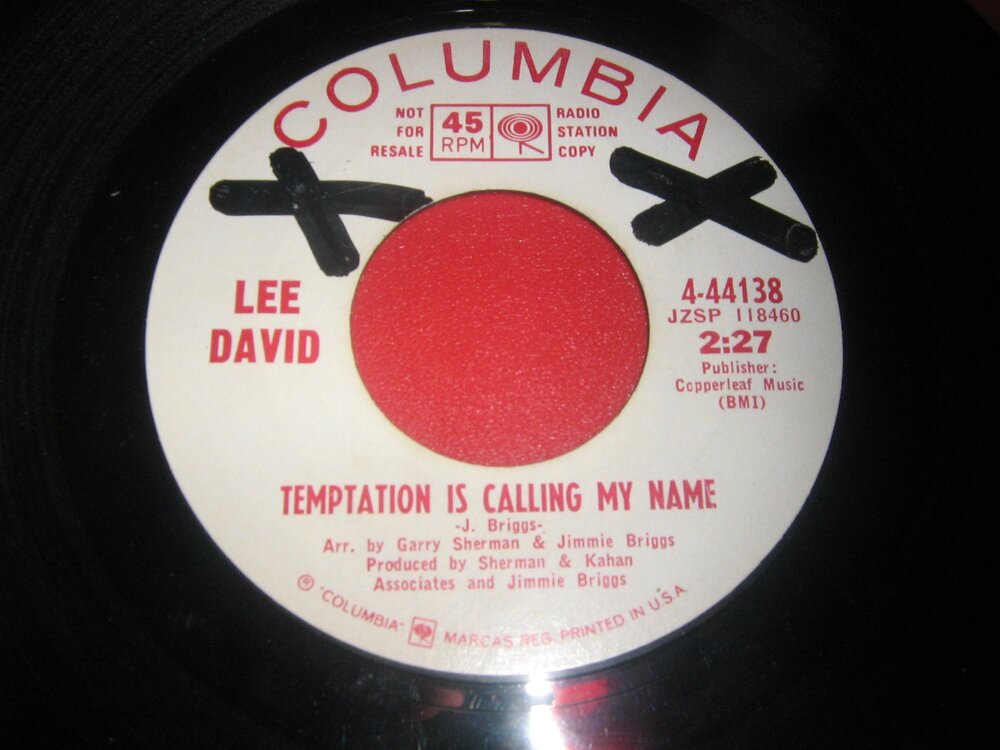 COLUMBIA
NOT
FOR
RESALE
45
RPM
RADIO
STATION
COPY
LEE
DAVID
4-44138
JZSP 118460
2:27
Publisher:
Copperleaf Music
(BMI)
TEMPTATION IS CALLING MY NAME
-J. Briggs-
Arr. by Garry Sherman & Jimmie Briggs
Produced by Sherman & Kahan
Associates and Jimmie Briggs
® "COLUMBIA" MARCAS REG. PRINTED IN U.S.A.